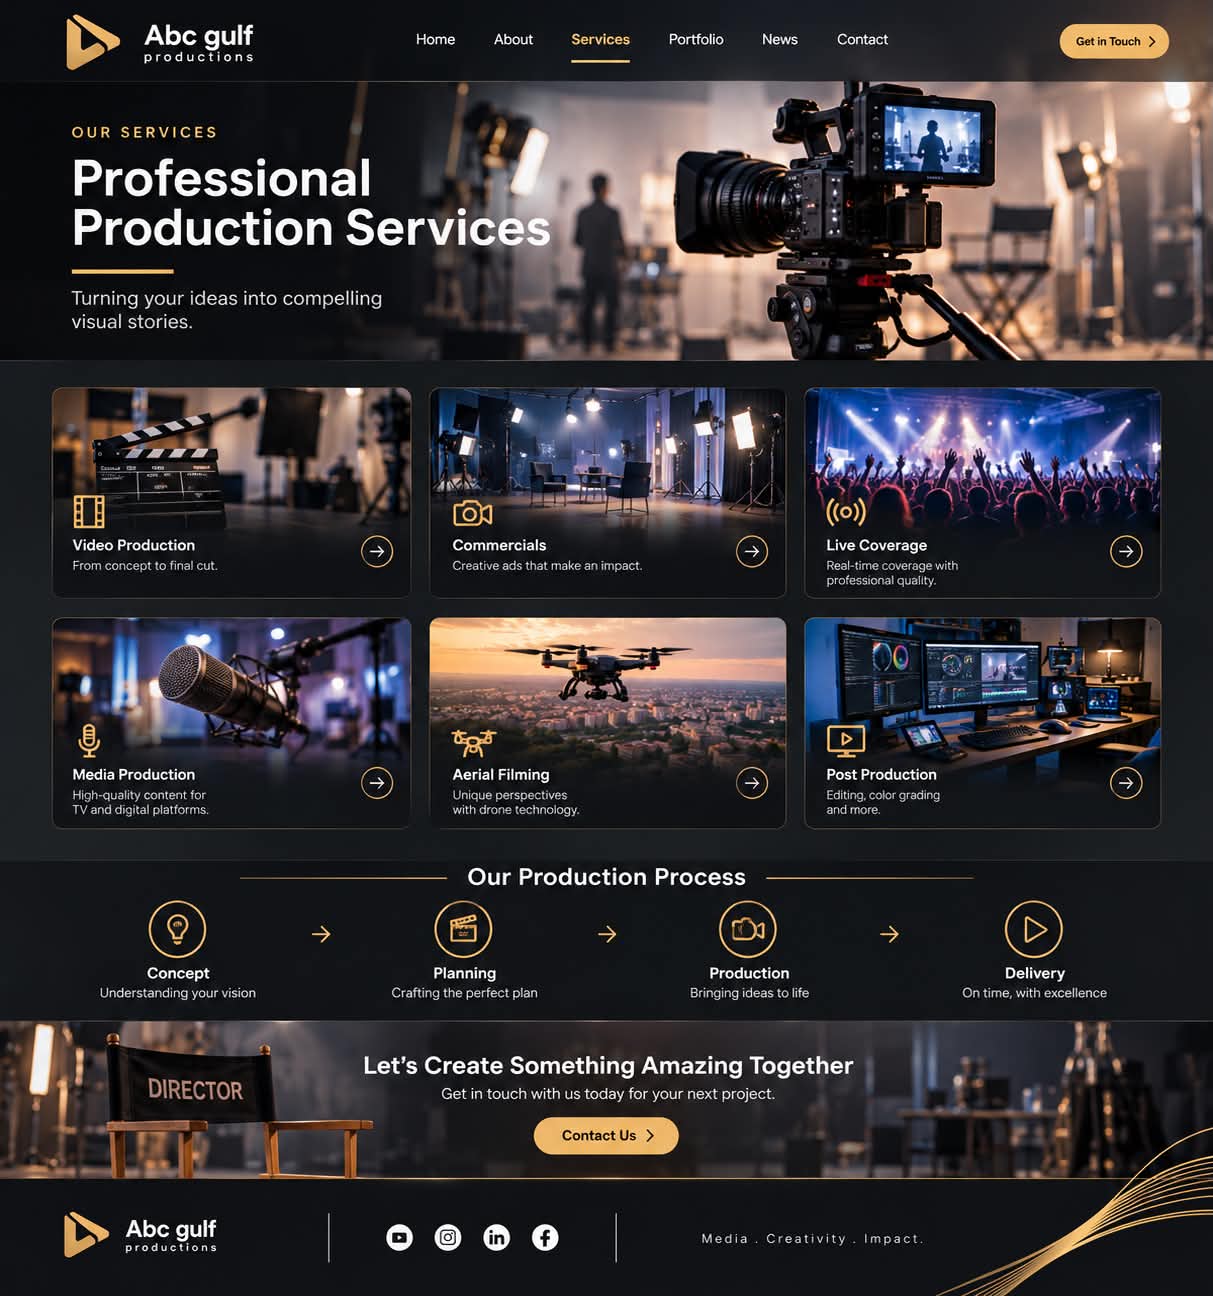 Abc gulf
productions
Home About Services Portfolio News Contact
Get in Touch
OUR SERVICES
Professional
Production Services
Turning your ideas into compelling
visual stories.
Video Production
From concept to final cut.
Commercials
Creative ads that make an impact.
Live Coverage
Real-time coverage with
professional quality.
Media Production
High-quality content for
TV and digital platforms.
Aerial Filming
Unique perspectives
with drone technology.
Post Production
Editing, color grading
and more.
Our Production Process
Concept
Understanding your vision
Planning
Crafting the perfect plan
Production
Bringing ideas to life
Delivery
On time, with excellence
DIRECTOR
Let's Create Something Amazing Together
Get in touch with us today for your next project.
Contact Us
Abc gulf
productions
Media . Creativity . Impact.